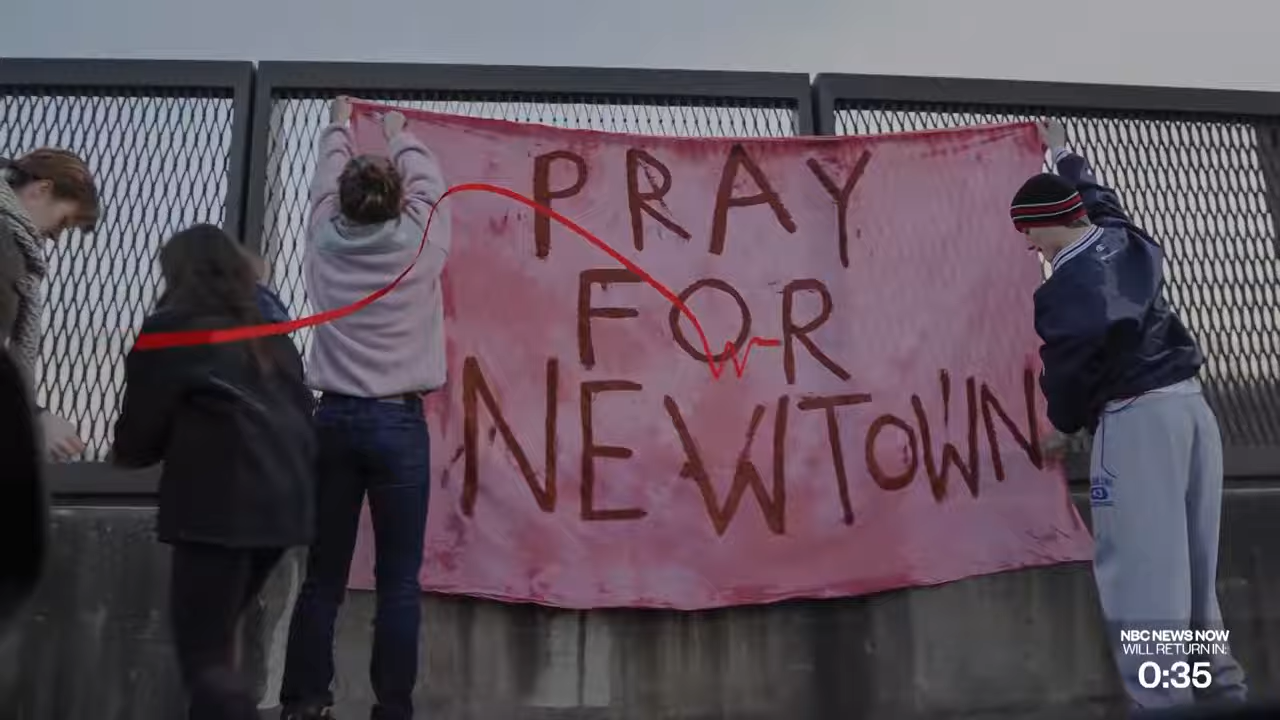 PRAY
FOR
NEWTOWN
NBC NEWS NOW
WILL RETURN IN:
0:35